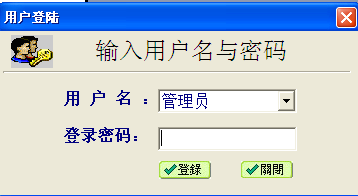 用户登陆
输入用户名与密码
用 户 名 ：管理员
登录密码：
登錄 關閉